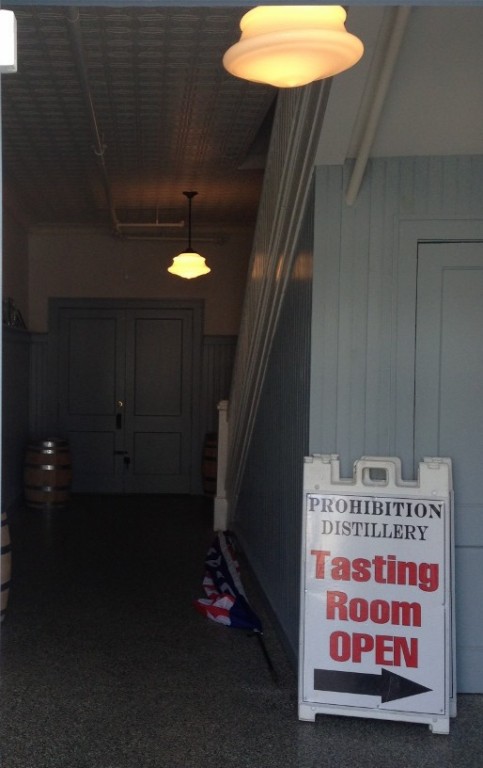 PROHIBITION
DISTILLERY
Tasting
Room
OPEN